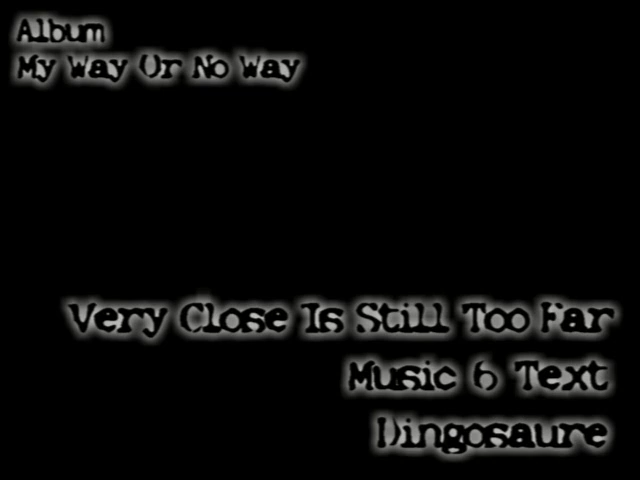 Album
My Way Or No Way
Very Close Is Still Too Far
Music & Text
Dingosaure